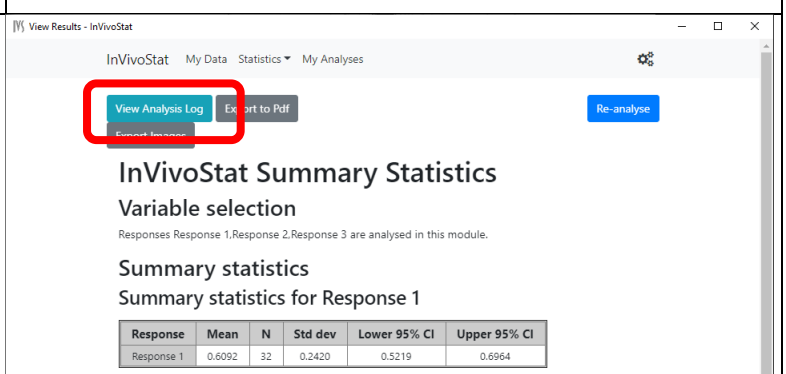 View Results - InVivoStat
InVivoStat My Data Statistics My Analyses
View Analysis Log Export to Pdf Re-analyse
Export Images
InVivoStat Summary Statistics
Variable selection
Responses Response 1,Response 2,Response 3 are analysed in this module.
Summary statistics
Summary statistics for Response 1
Response Mean N Std dev Lower 95% CI Upper 95% CI
Response 1 0.6092 32 0.2420 0.5219 0.6964